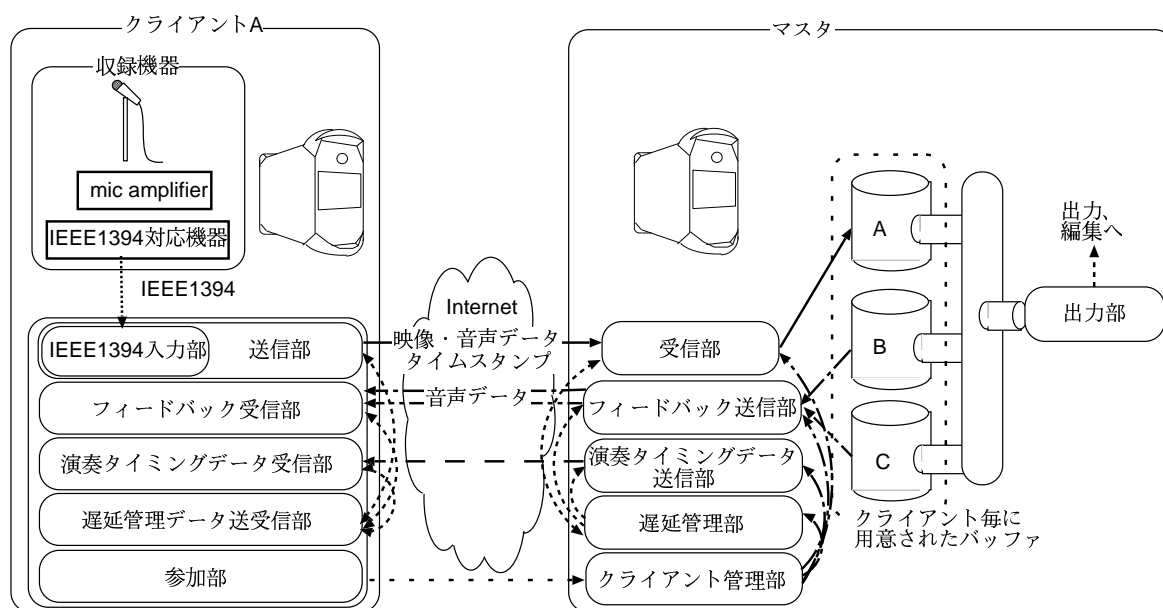 クライアントA
収録機器
mic amplifier
IEEE1394対応機器
IEEE1394
IEEE1394入力部
送信部
フィードバック受信部
演奏タイミングデータ受信部
遅延管理データ送受信部
参加部
Internet
映像・音声データ
タイムスタンプ
音声データ
マスタ
受信部
フィードバック送信部
演奏タイミングデータ
送信部
遅延管理部
クライアント管理部
A
B
C
クライアント毎に
用意されたバッファ
出力、
編集へ
出力部